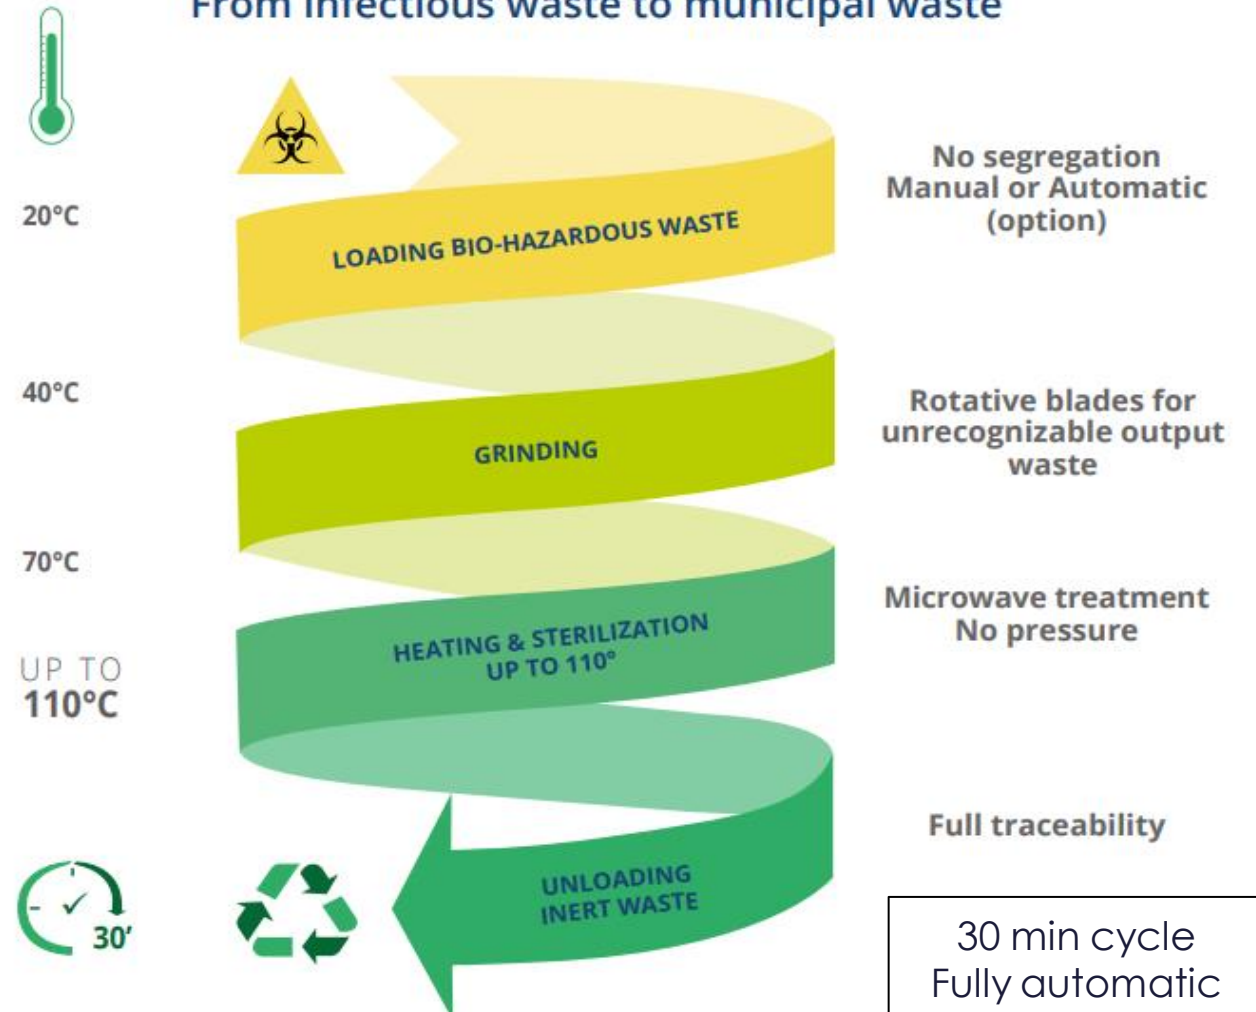 From infectious waste to municipal waste
20°C
LOADING BIO-HAZARDOUS WASTE
No segregation
Manual or Automatic
(option)
40°C
GRINDING
Rotative blades for
unrecognizable output
waste
70°C
HEATING & STERILIZATION
UP TO 110°
Microwave treatment
No pressure
UP TO
110°C
Full traceability
UNLOADING
INERT WASTE
30'
30 min cycle
Fully automatic